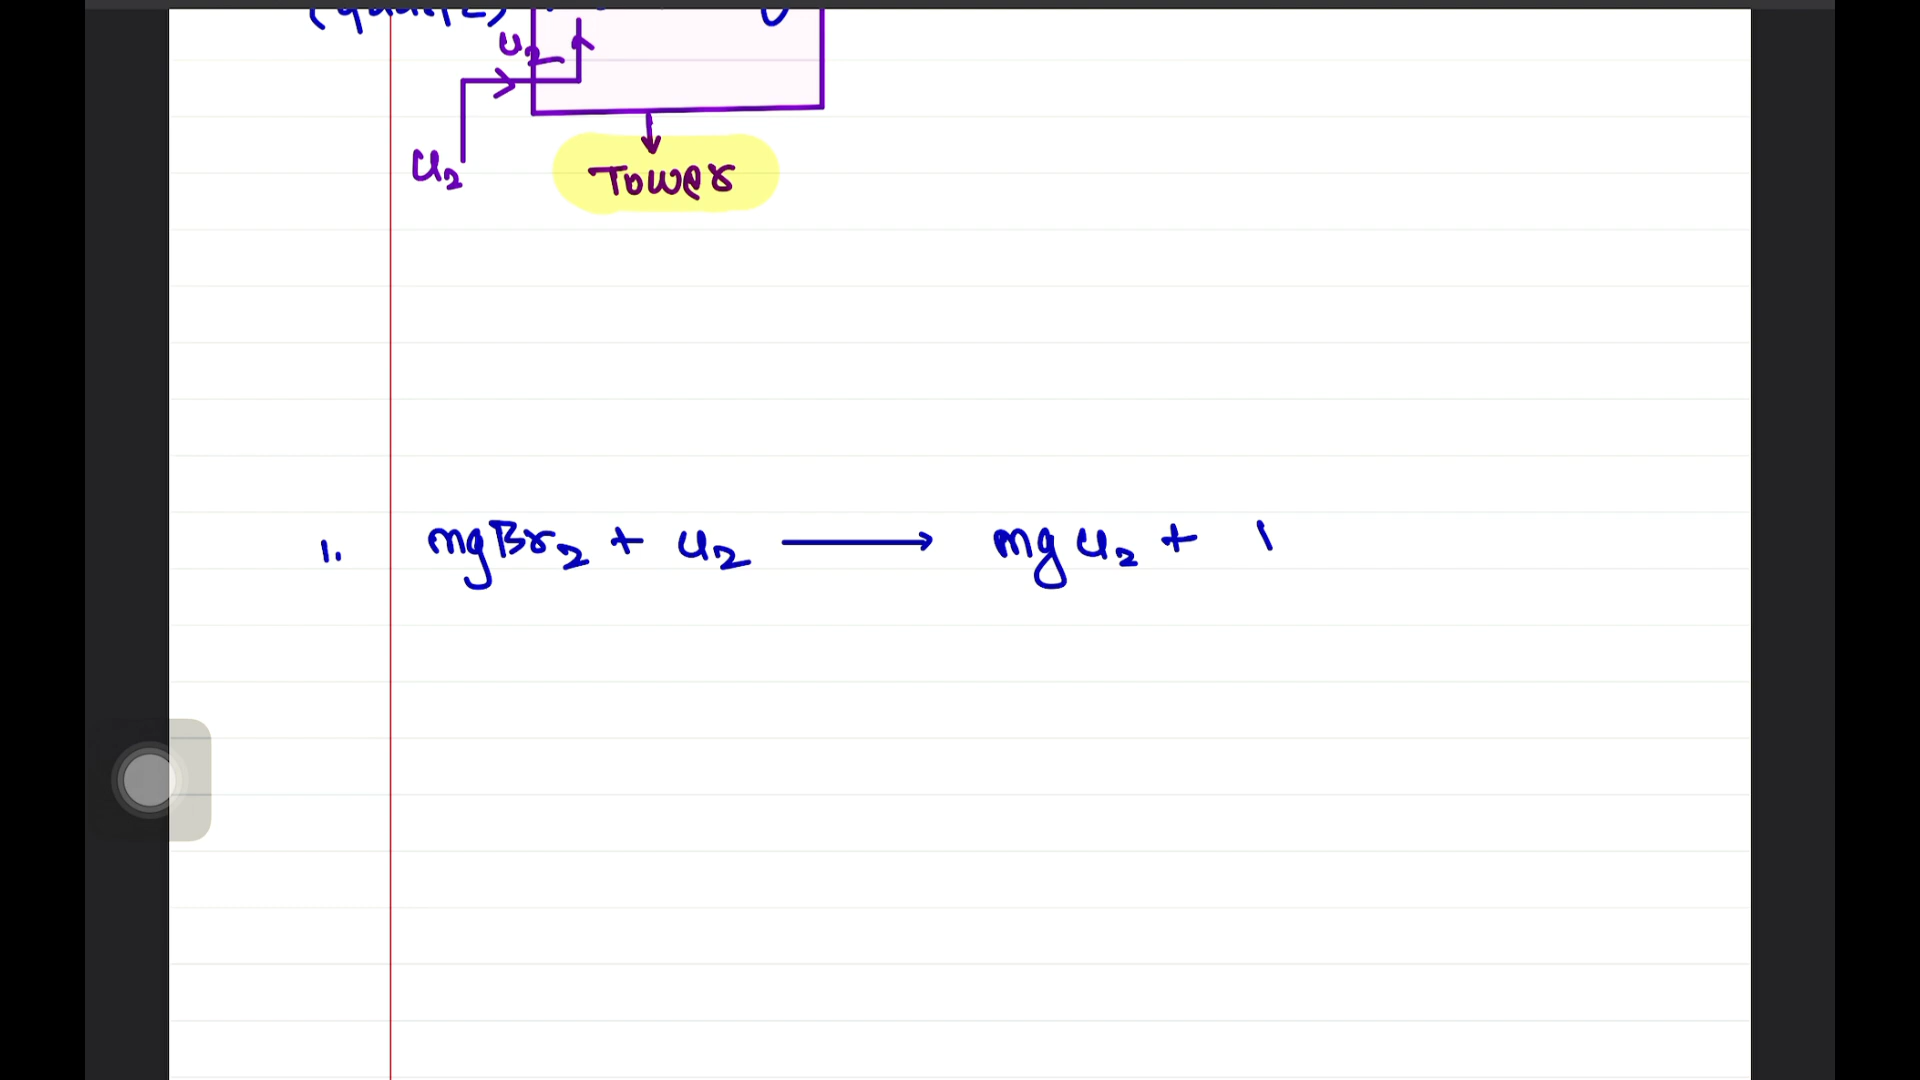 Cl₂
Cl₂
Tower
1. MgBr₂ + Cl₂ ⟶ MgCl₂ +